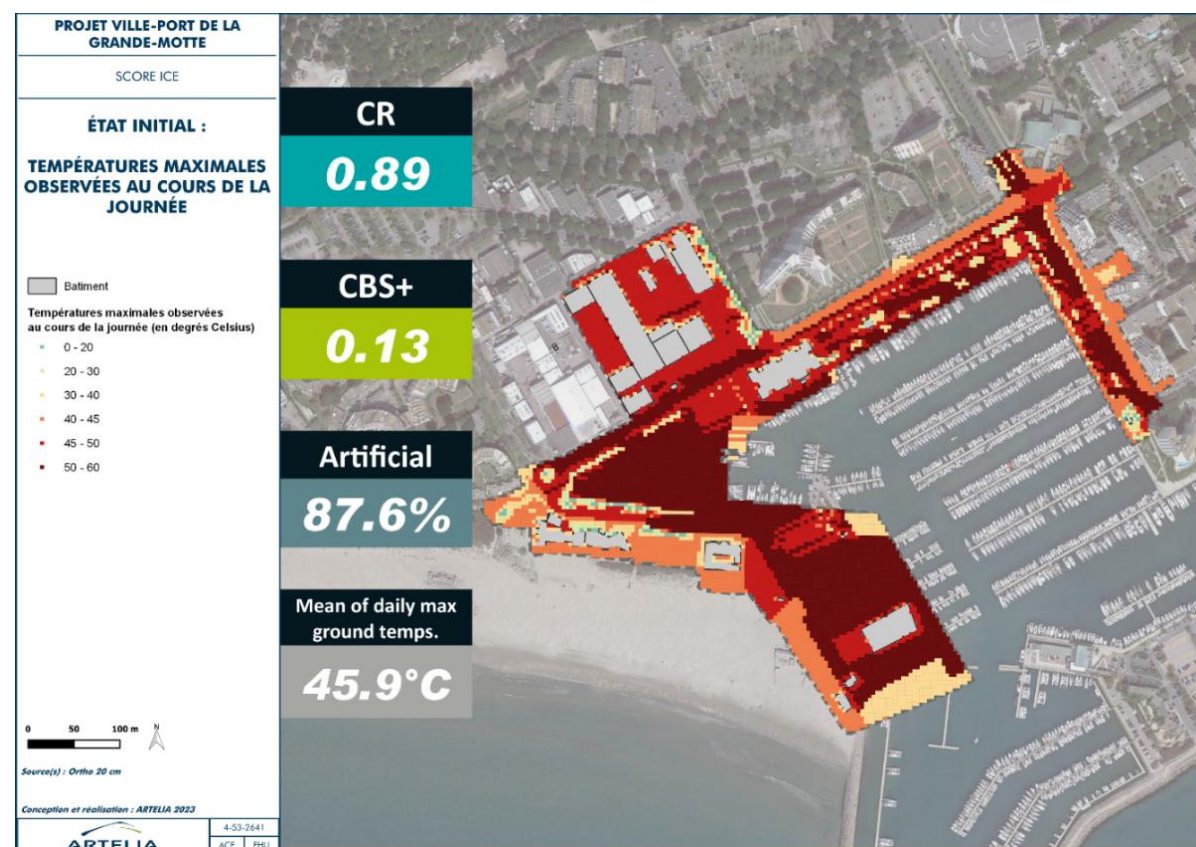 PROJET VILLE-PORT DE LA
GRANDE-MOTTE
SCORE ICE
ÉTAT INITIAL :
TEMPÉRATURES MAXIMALES
OBSERVÉES AU COURS DE LA
JOURNÉE
Batiment
Températures maximales observées
au cours de la journée (en degrés Celsius)
0 - 20
20 - 30
30 - 40
40 - 45
45 - 50
50 - 60
0 50 100 m N
Source(s) : Ortho 20 cm
Conception et réalisation : ARTELIA 2023
ARTELIA
4-53-2641
ACE EHU
CR
0.89
CBS+
0.13
Artificial
87.6%
Mean of daily max
ground temps.
45.9°C